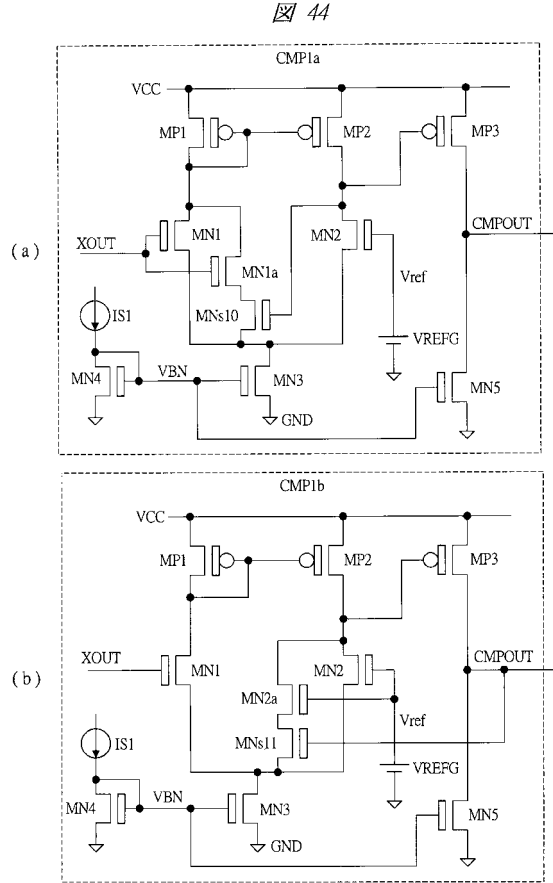 図 44
CMP1a
VCC
MP1
MP2
MP3
XOUT
MN1
MN2
CMPOUT
(a)
MN1a
Vref
IS1
MNs10
VREFG
MN4
VBN
MN3
MN5
GND
CMP1b
VCC
MP1
MP2
MP3
XOUT
MN1
MN2
CMPOUT
(b)
MN2a
Vref
IS1
MNs11
VREFG
MN4
VBN
MN3
MN5
GND